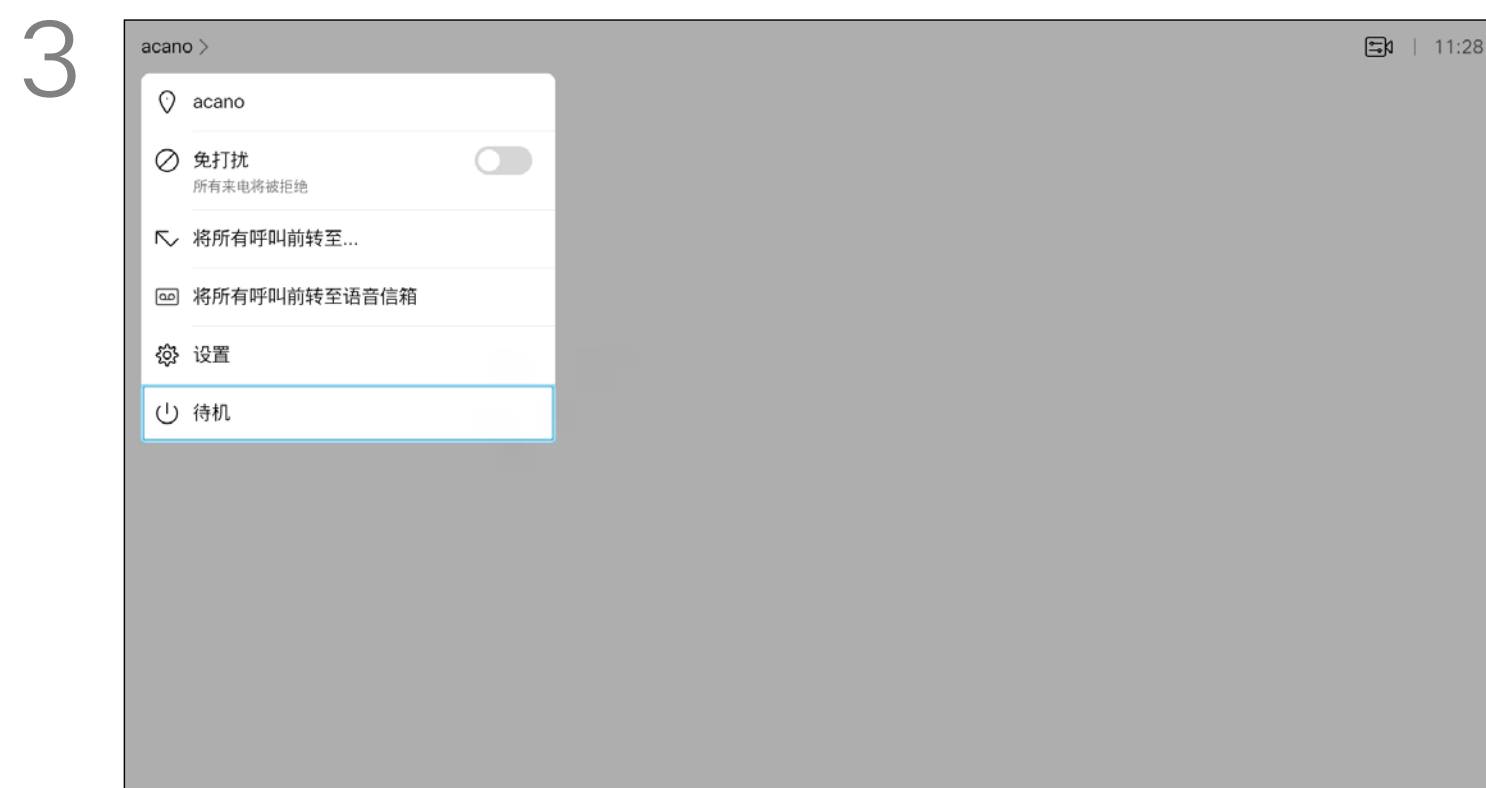 3
acano >
11:28
acano
免打扰
所有来电将被拒绝
将所有呼叫前转至...
将所有呼叫前转至语音信箱
设置
待机